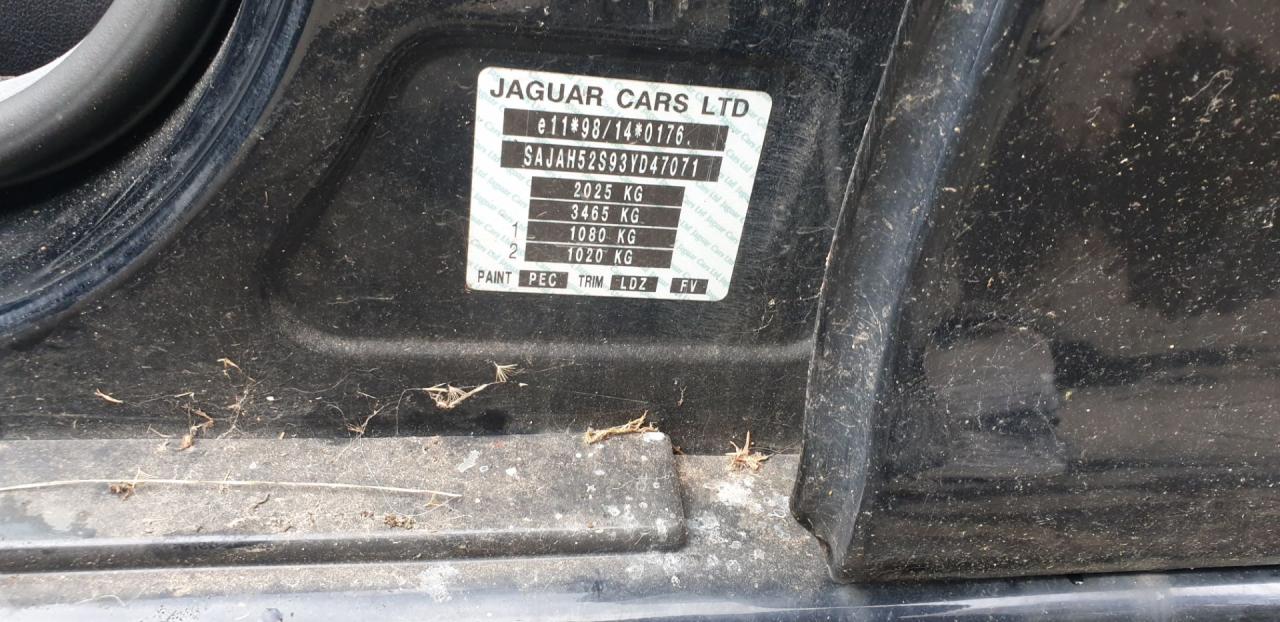 JAGUAR CARS LTD
e11*98/14*0176.
SAJAH52S93YD47071
2025 KG
3465 KG
1 1080 KG
2 1020 KG
PAINT PEC TRIM LDZ FV